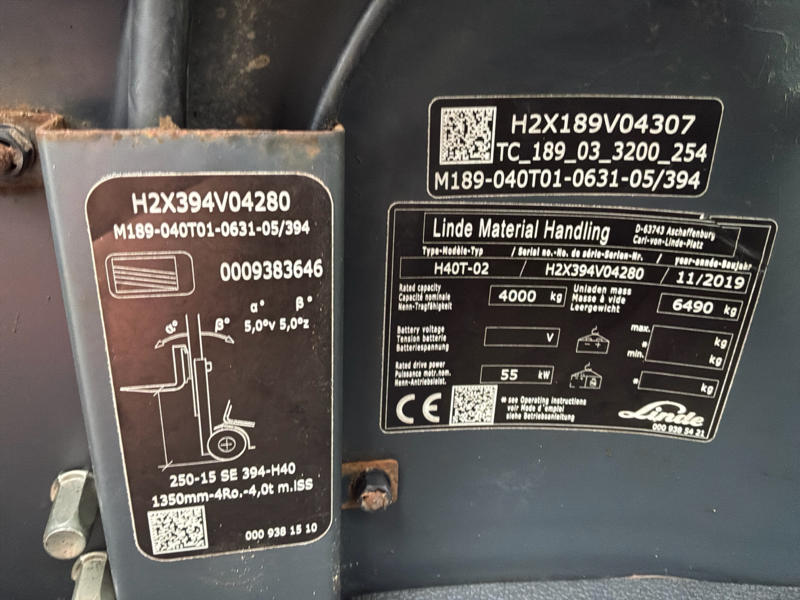 H2X189V04307
TC_189_03_3200_254
M189-040T01-0631-05/394
H2X394V04280
M189-040T01-0631-05/394
0009383646
α° β°
5,0°v 5,0°z
α° β°
250-15 SE 394-H40
1350mm-4Ro.-4,0t m.ISS
000 938 15 10
Linde Material Handling
D-63743 Aschaffenburg
Carl-von-Linde-Platz
Type-Modèle-Typ / Serial no.-No. de série-Serien-Nr. / year-année-Baujahr
H40T-02 / H2X394V04280 / 11/2019
Rated capacity
Capacité nominale
Nenn-Tragfähigkeit
4000 kg
Unladen mass
Masse à vide
Leergewicht
6490 kg
Battery voltage
Tension batterie
Batteriespannung
V
- +
max.
* kg
min.
kg
Rated drive power
Puissance motr.nom.
Nenn-Antriebsleist.
55 kW
* kg
CE
* see Operating instructions
voir Mode d'emploi
siehe Betriebsanleitung
Linde
000 938 54 21